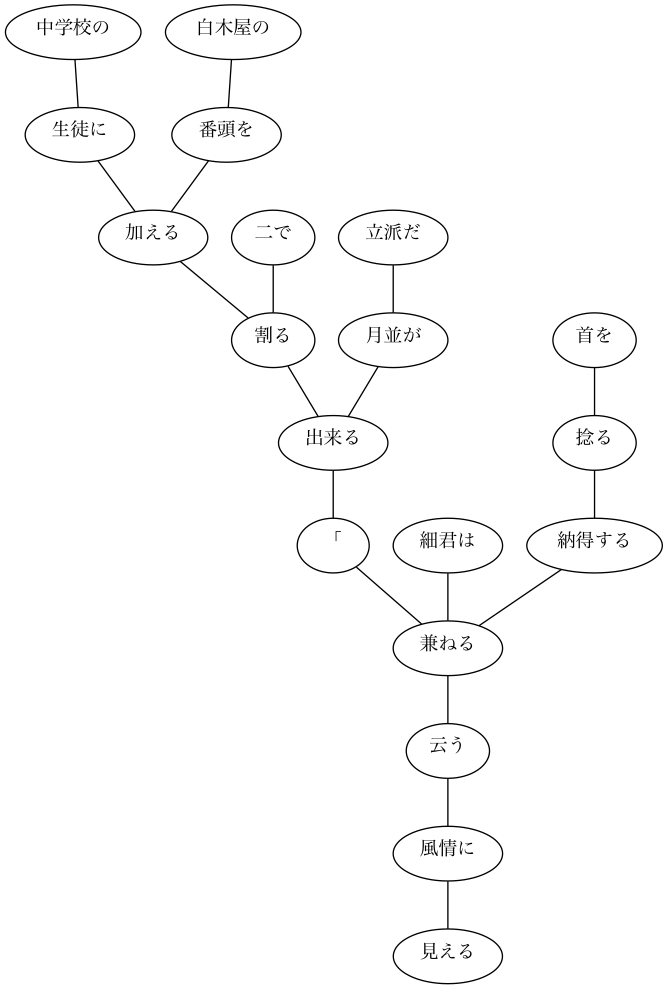 中学校の
白木屋の
生徒に
番頭を
加える
二で
立派だ
割る
月並が
首を
出来る
捻る
「
細君は
納得する
兼ねる
云う
風情に
見える